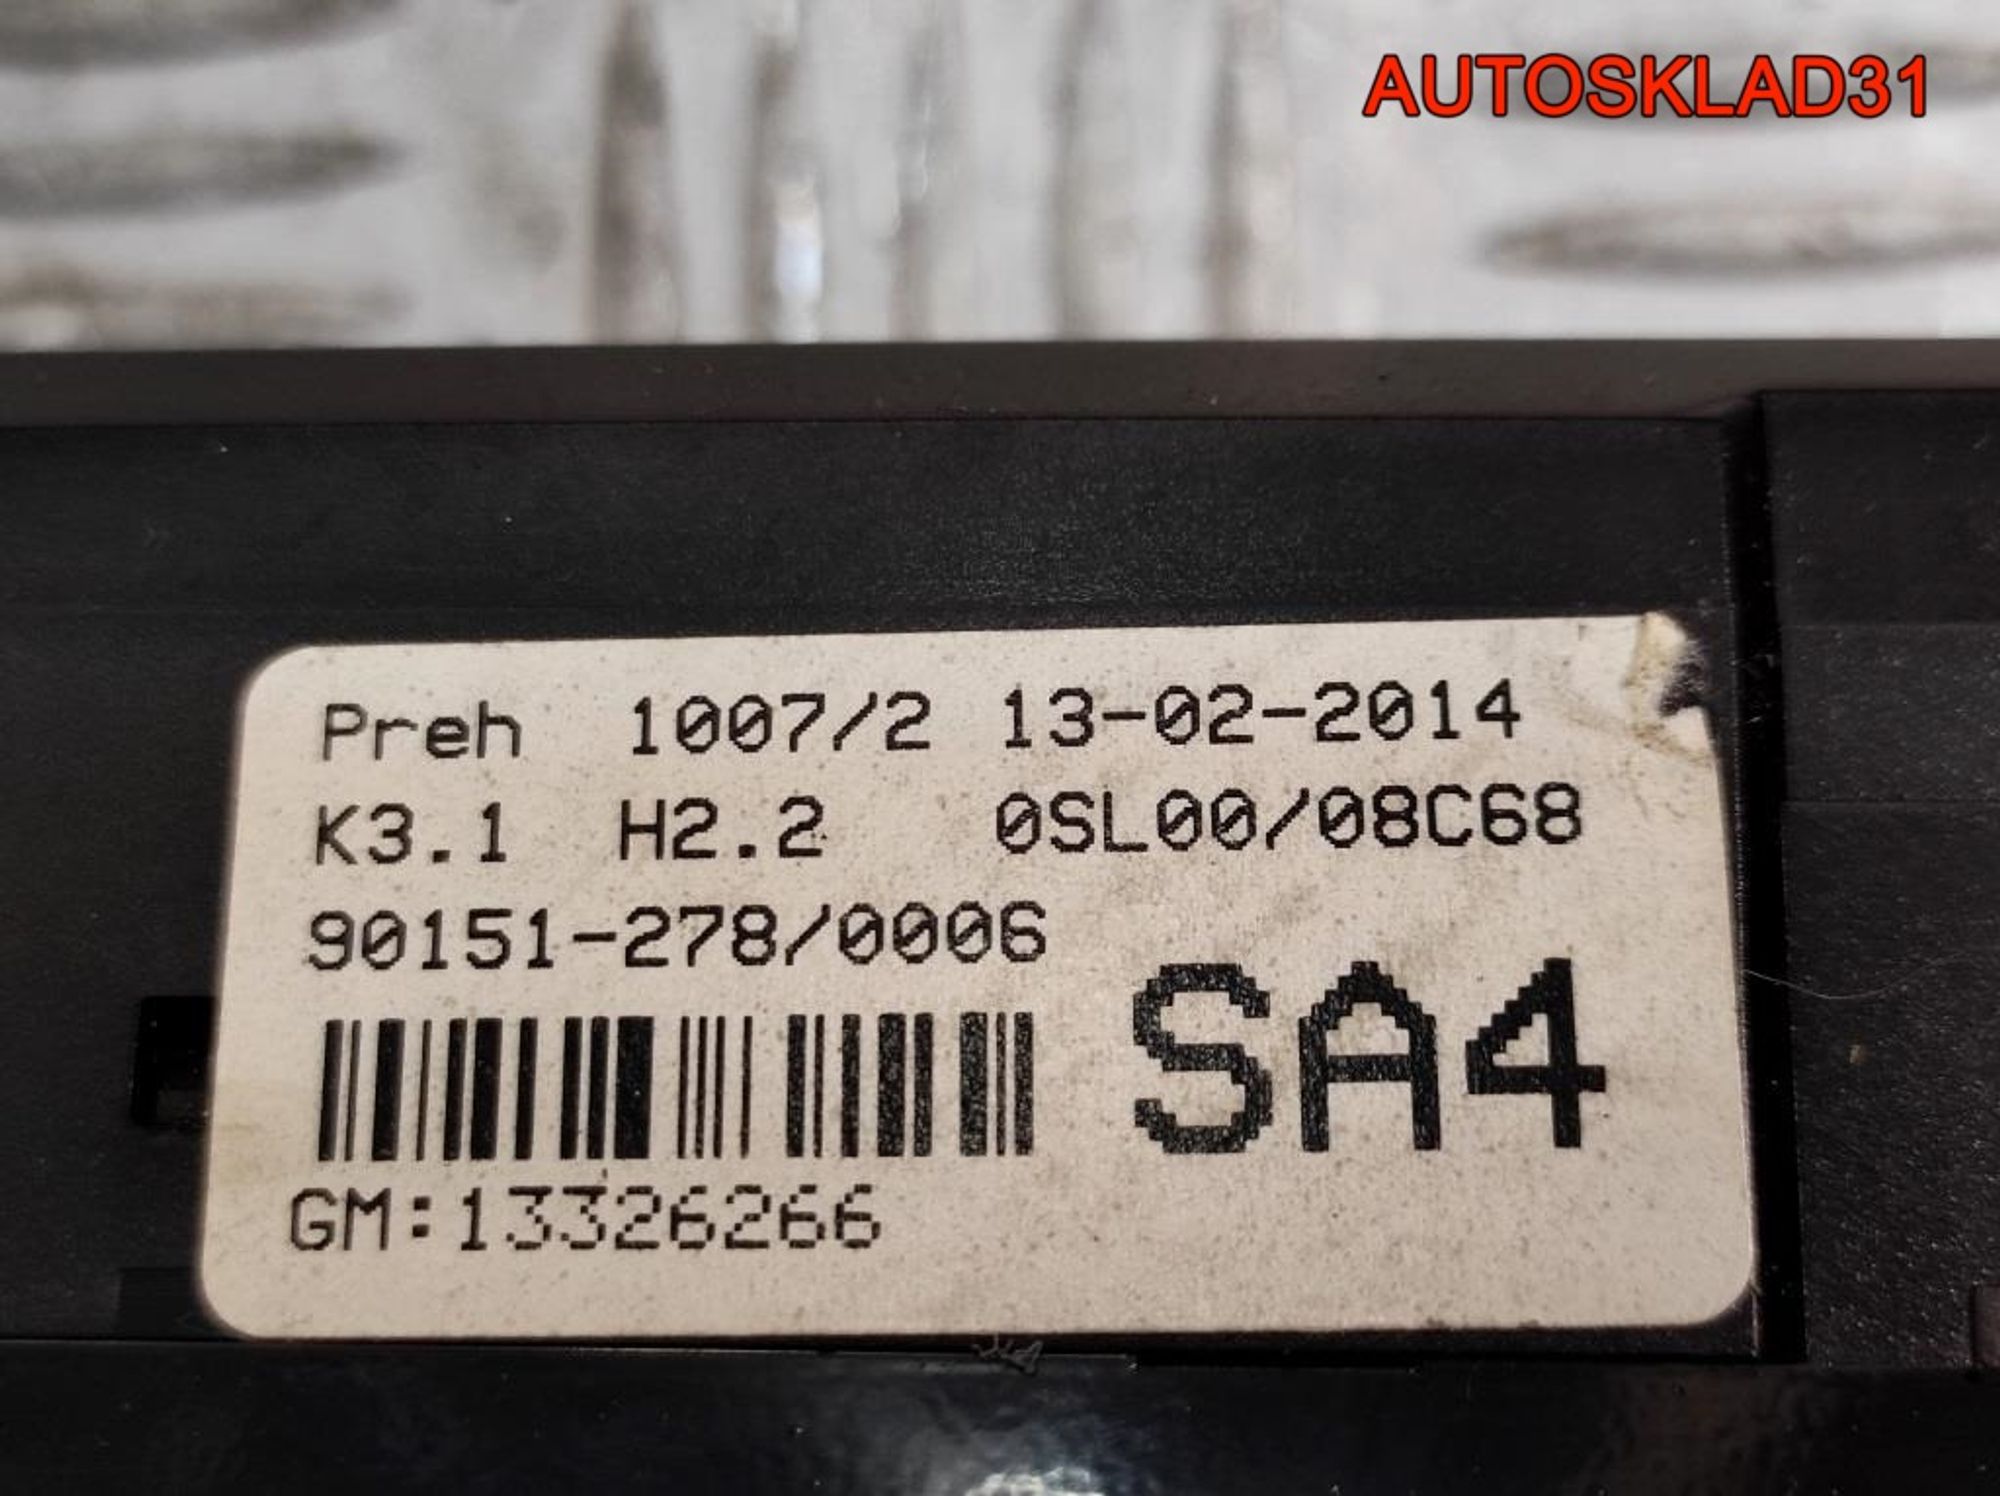 AUTOSKLAD31
Preh 1007/2 13-02-2014
K3.1 H2.2 0SL00/08C68
90151-278/0006
SA4
GM:13326266